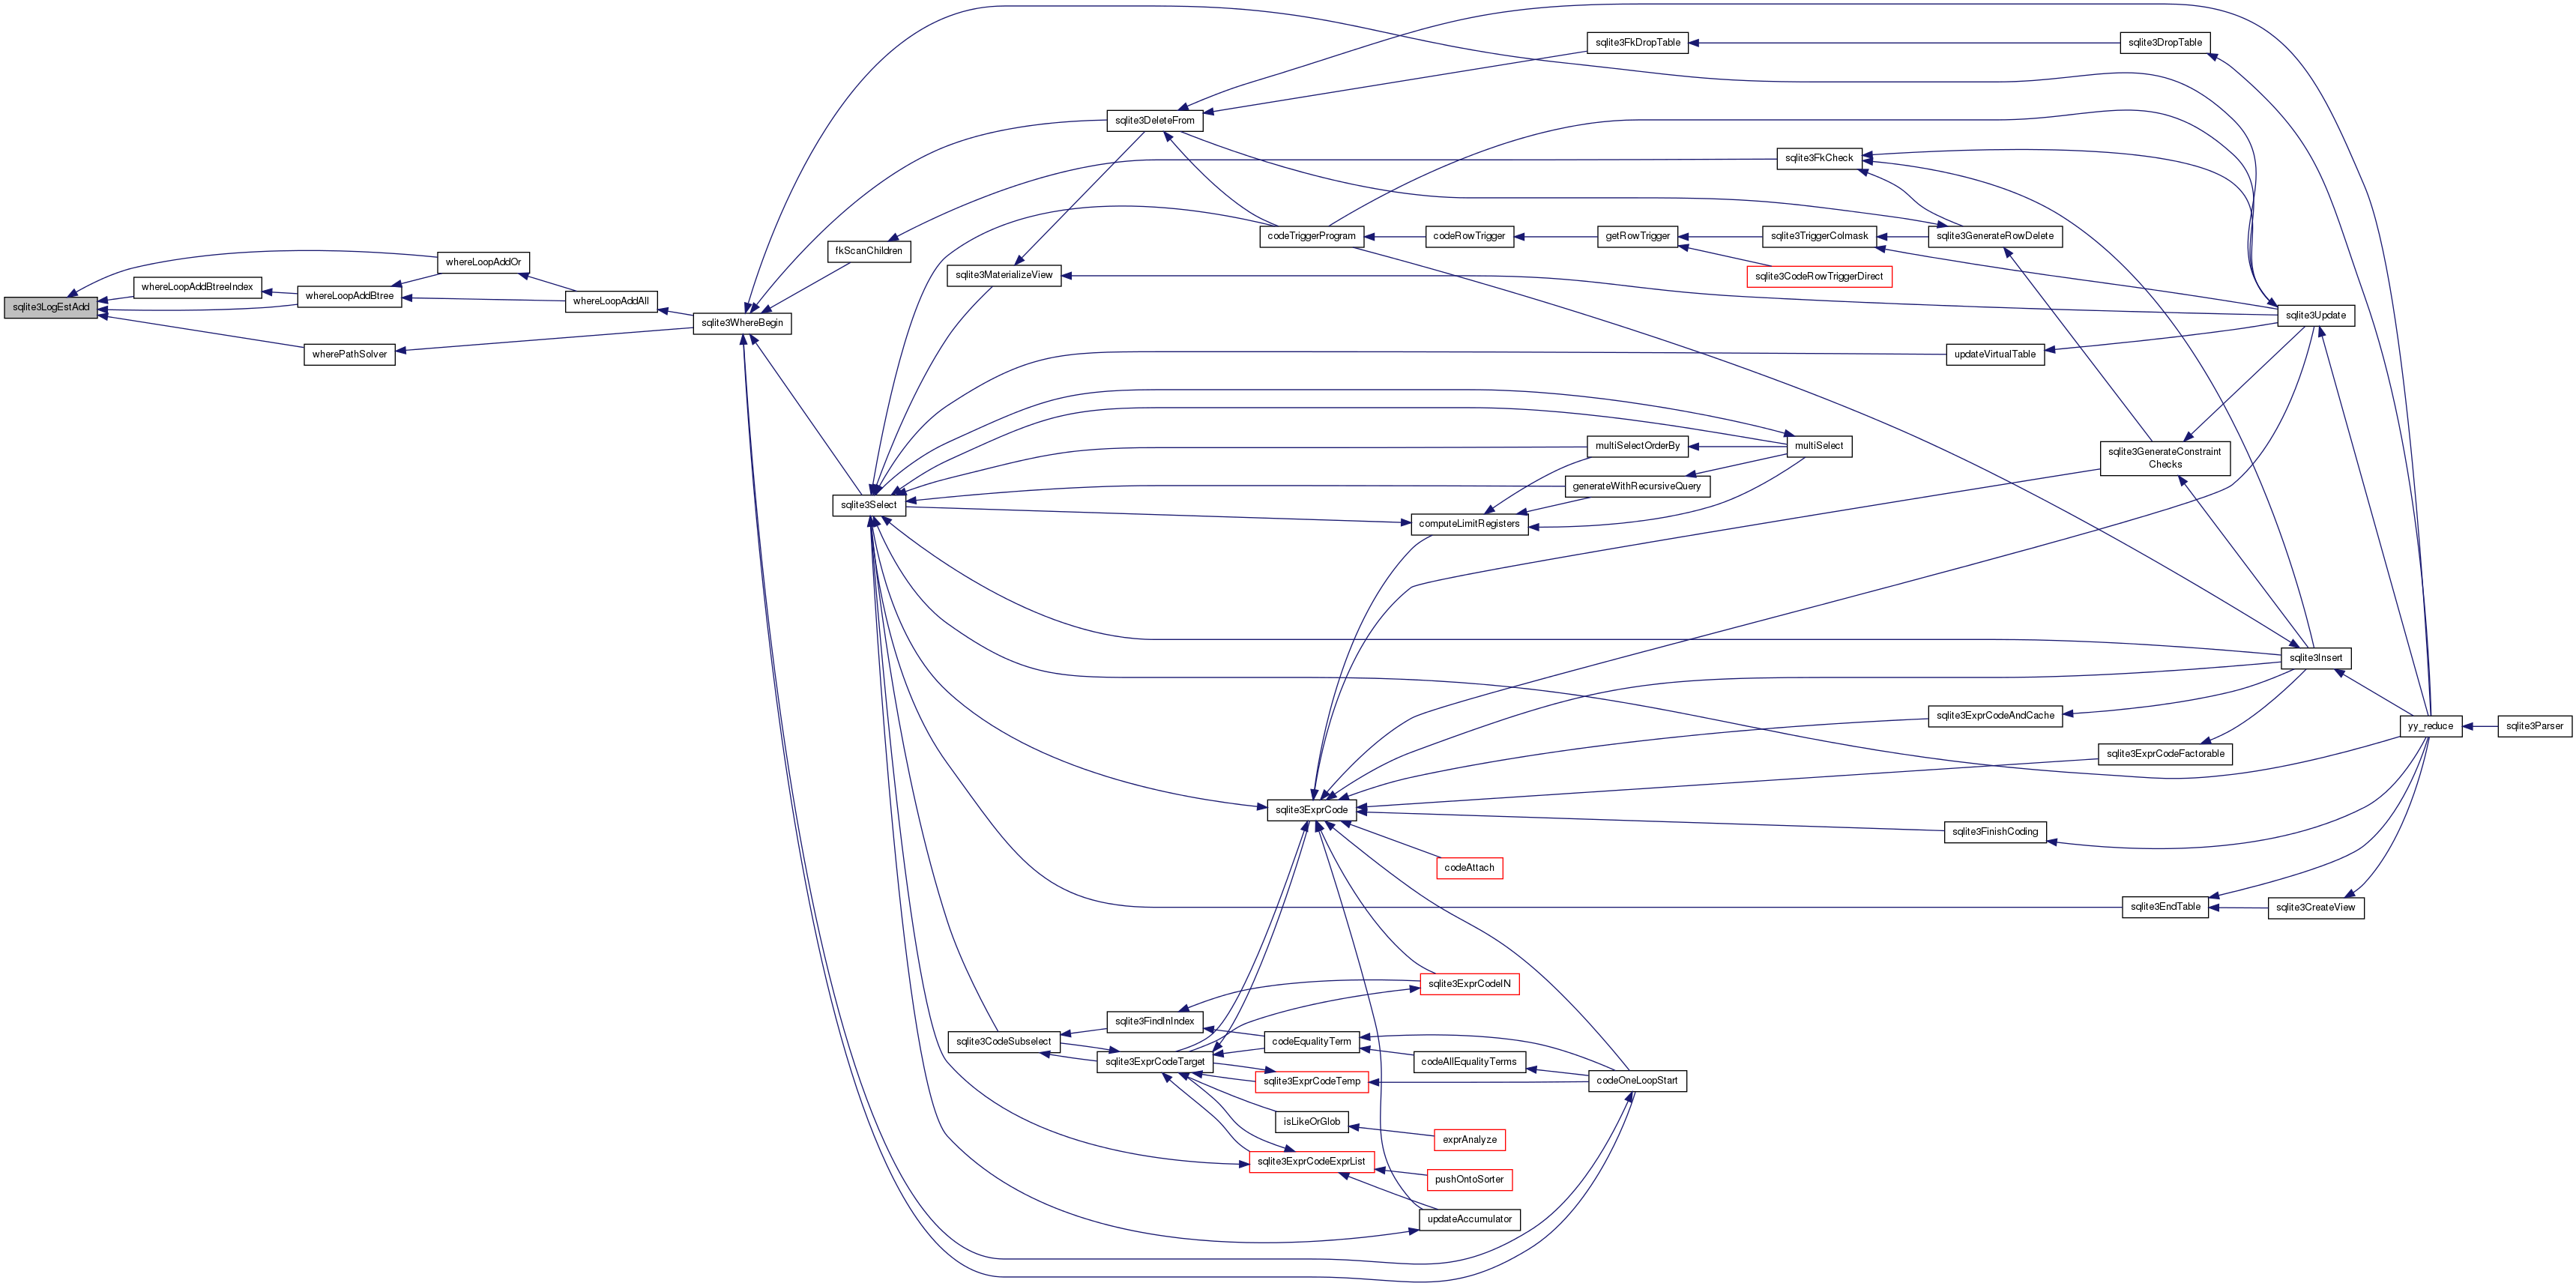 sqlite3LogEstAdd
whereLoopAddOr
whereLoopAddBtreeIndex
whereLoopAddBtree
whereLoopAddAll
wherePathSolver
sqlite3WhereBegin
sqlite3DeleteFrom
fkScanChildren
sqlite3MaterializeView
sqlite3Select
sqlite3CodeSubselect
sqlite3FkDropTable
sqlite3DropTable
sqlite3FkCheck
codeTriggerProgram
codeRowTrigger
getRowTrigger
sqlite3TriggerColmask
sqlite3GenerateRowDelete
sqlite3CodeRowTriggerDirect
sqlite3Update
updateVirtualTable
multiSelectOrderBy
multiSelect
generateWithRecursiveQuery
computeLimitRegisters
sqlite3GenerateConstraint
Checks
sqlite3Insert
sqlite3ExprCodeAndCache
sqlite3ExprCodeFactorable
yy_reduce
sqlite3Parser
sqlite3ExprCode
sqlite3FinishCoding
codeAttach
sqlite3EndTable
sqlite3CreateView
sqlite3ExprCodeIN
sqlite3FindInIndex
codeEqualityTerm
sqlite3ExprCodeTarget
codeAllEqualityTerms
sqlite3ExprCodeTemp
codeOneLoopStart
isLikeOrGlob
exprAnalyze
sqlite3ExprCodeExprList
pushOntoSorter
updateAccumulator